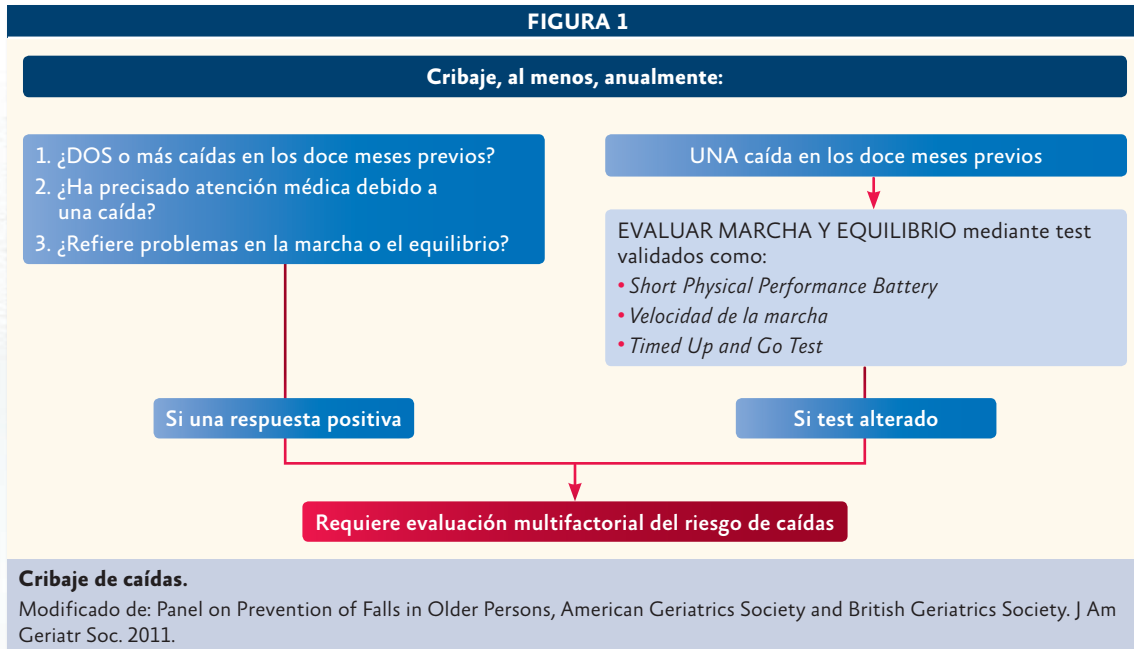 FIGURA 1
Cribaje, al menos, anualmente:
1. ¿DOS o más caídas en los doce meses previos?
2. ¿Ha precisado atención médica debido a
una caída?
3. ¿Refiere problemas en la marcha o el equilibrio?
UNA caída en los doce meses previos
EVALUAR MARCHA Y EQUILIBRIO mediante test
validados como:
• Short Physical Performance Battery
• Velocidad de la marcha
• Timed Up and Go Test
Si una respuesta positiva
Si test alterado
Requiere evaluación multifactorial del riesgo de caídas
Cribaje de caídas.
Modificado de: Panel on Prevention of Falls in Older Persons, American Geriatrics Society and British Geriatrics Society. J Am
Geriatr Soc. 2011.